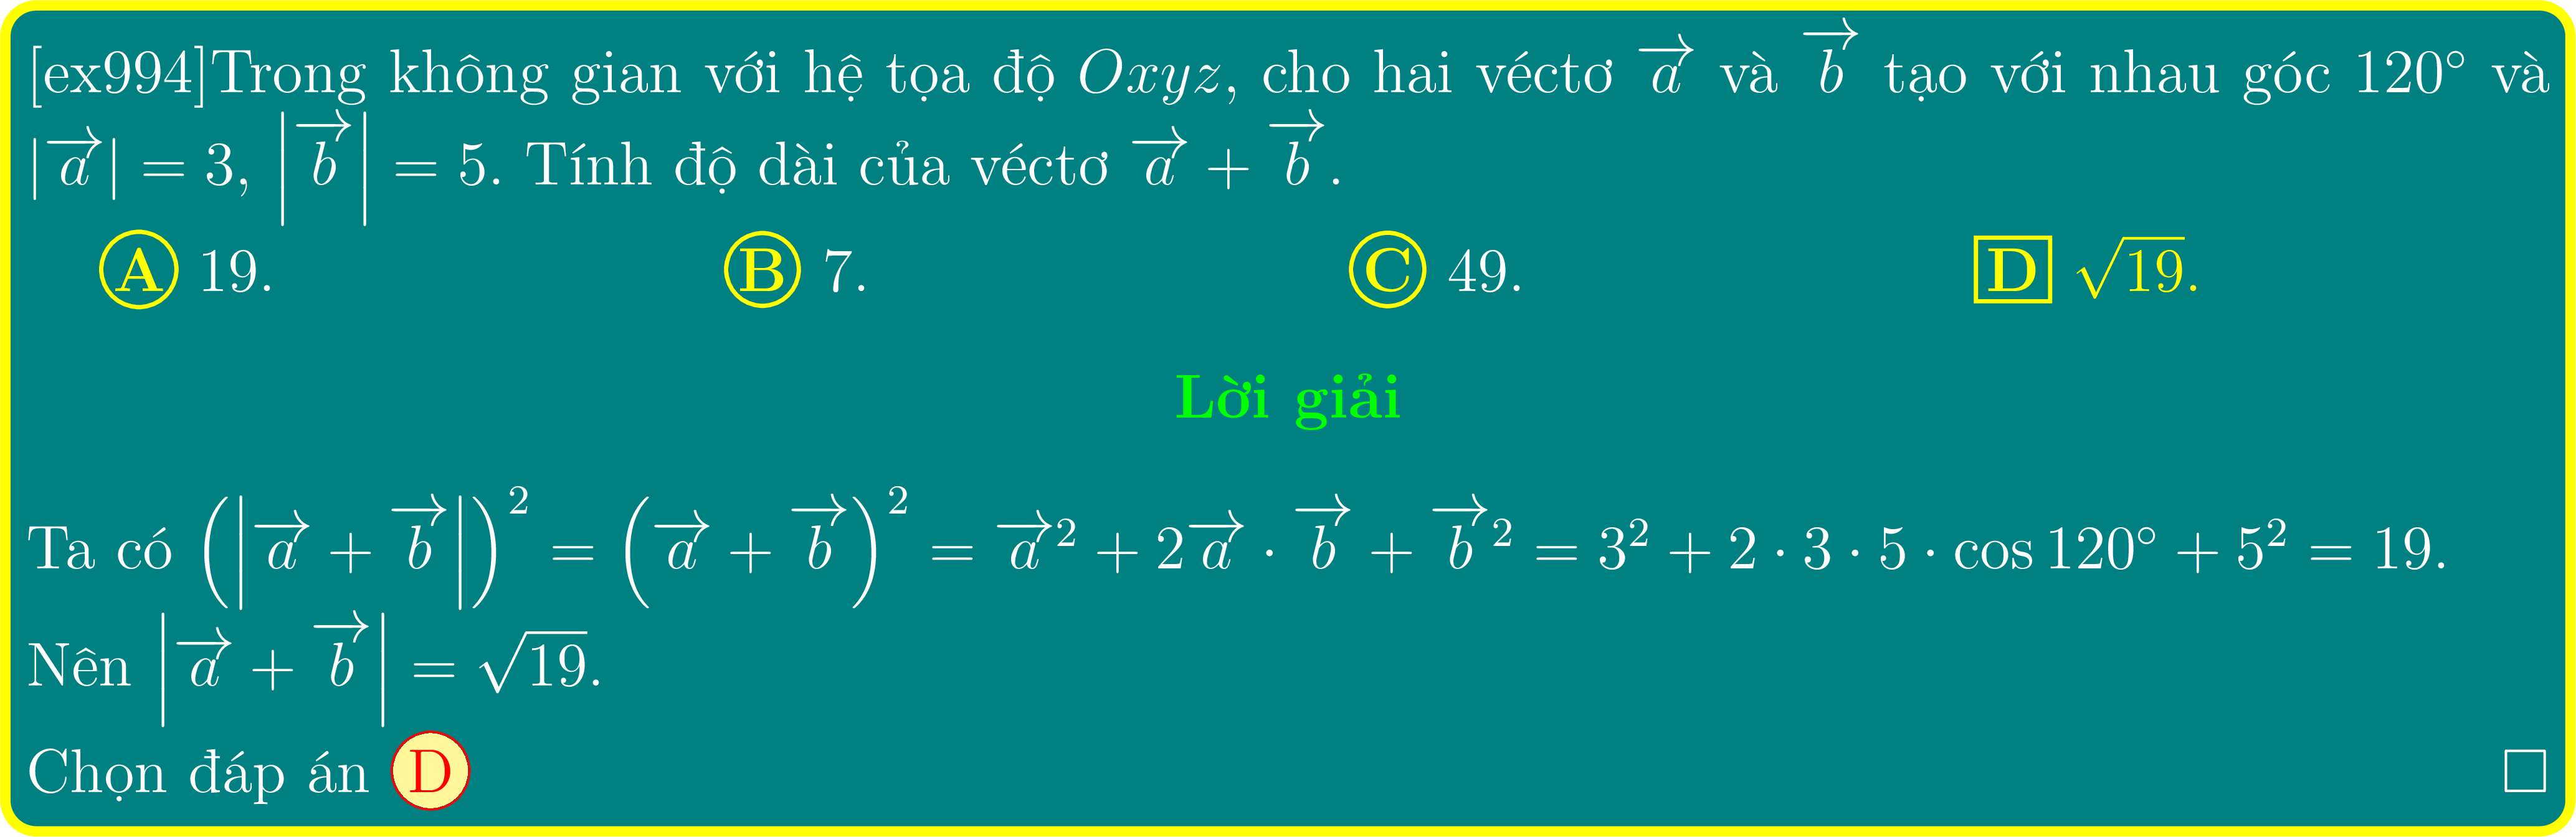 [ex994]Trong không gian với hệ tọa độ $Oxyz$, cho hai véctơ $\overrightarrow{a}$ và $\overrightarrow{b}$ tạo với nhau góc $120^\circ$ và
$|\overrightarrow{a}| = 3$, $\left|\overrightarrow{b}\right| = 5$. Tính độ dài của véctơ $\overrightarrow{a} + \overrightarrow{b}$.
A 19. B 7. C 49. D $\sqrt{19}$.
Lời giải
Ta có $\left(\left|\overrightarrow{a} + \overrightarrow{b}\right|\right)^2 = \left(\overrightarrow{a} + \overrightarrow{b}\right)^2 = \overrightarrow{a}^2 + 2\overrightarrow{a} \cdot \overrightarrow{b} + \overrightarrow{b}^2 = 3^2 + 2 \cdot 3 \cdot 5 \cdot \cos 120^\circ + 5^2 = 19$.
Nên $\left|\overrightarrow{a} + \overrightarrow{b}\right| = \sqrt{19}$.
Chọn đáp án D □